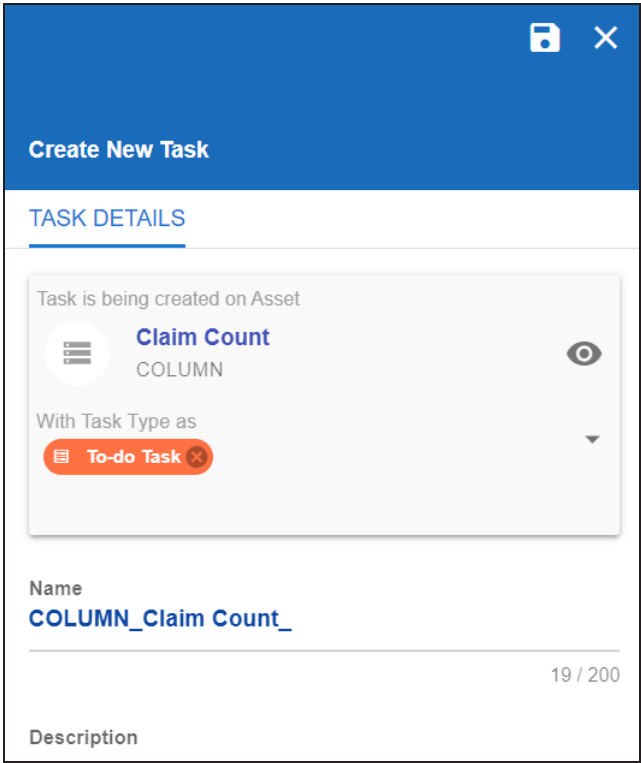 Create New Task
TASK DETAILS
Task is being created on Asset
Claim Count
COLUMN
With Task Type as
To-do Task
Name
COLUMN_Claim Count_
19 / 200
Description